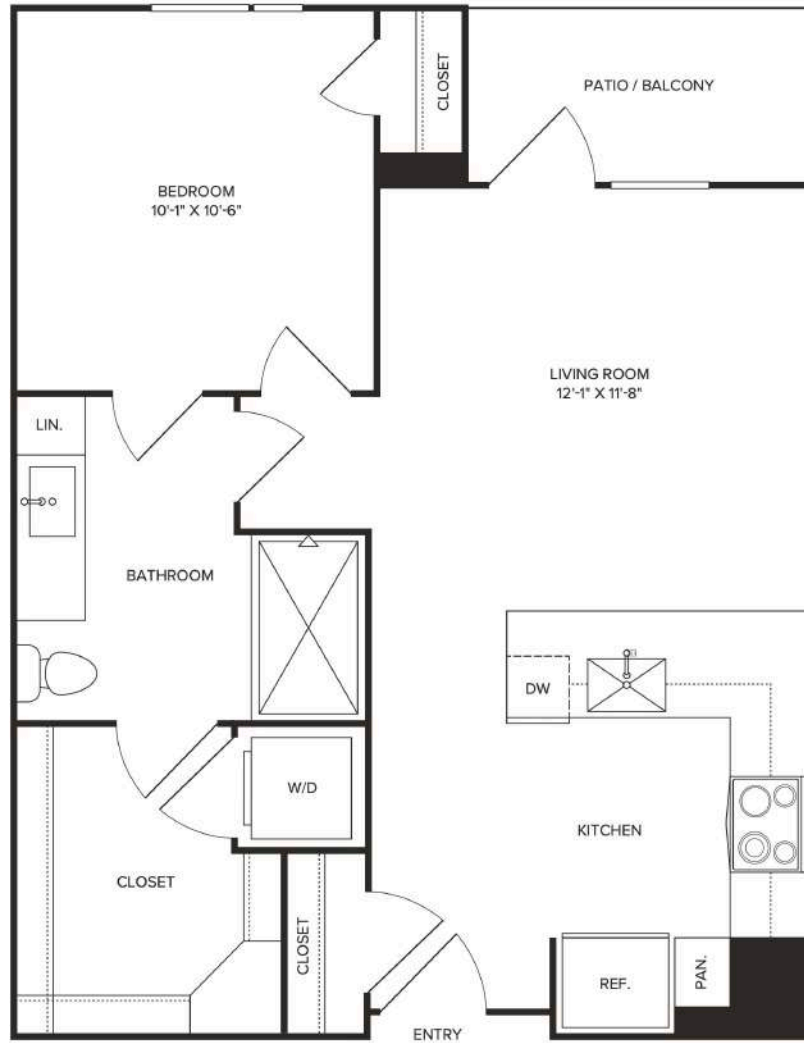 CLOSET
PATIO / BALCONY
BEDROOM
10'-1" X 10'-6"
LIVING ROOM
12'-1" X 11'-8"
LIN.
BATHROOM
DW
W/D
KITCHEN
CLOSET
CLOSET
REF.
PAN.
ENTRY